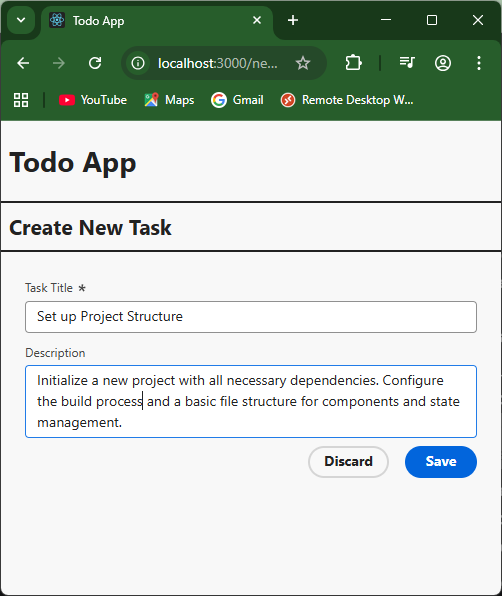 Todo App
localhost:3000/ne...
YouTube
Maps
Gmail
Remote Desktop W...
Todo App
Create New Task
Task Title *
Set up Project Structure
Description
Initialize a new project with all necessary dependencies. Configure
the build process and a basic file structure for components and state
management.
Discard
Save